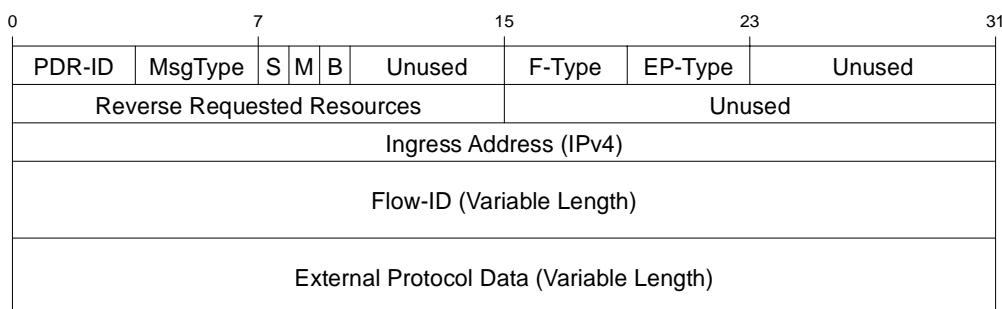 0 7 15 23 31
PDR-ID MsgType S M B Unused F-Type EP-Type Unused
Reverse Requested Resources Unused
Ingress Address (IPv4)
Flow-ID (Variable Length)
External Protocol Data (Variable Length)